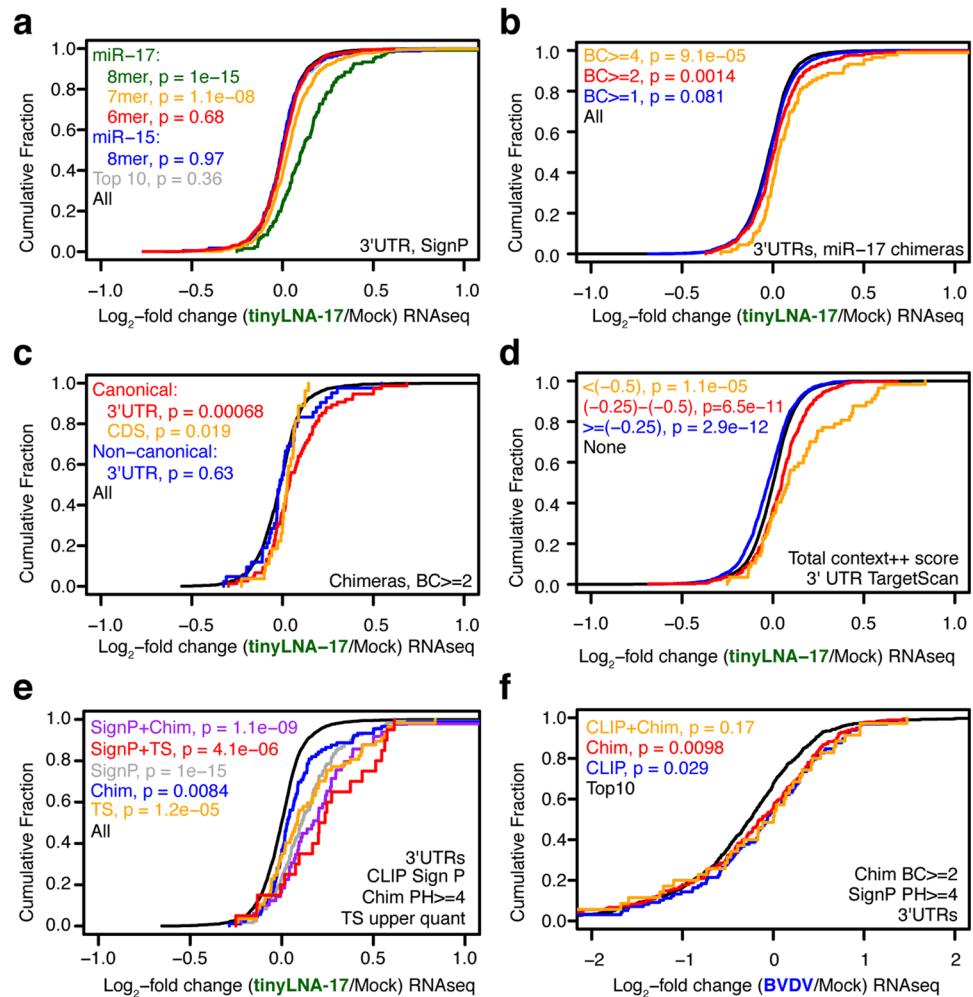 a
miR−17:
8mer, p = 1e−15
7mer, p = 1.1e−08
6mer, p = 0.68
miR−15:
8mer, p = 0.97
Top 10, p = 0.36
All
3'UTR, SignP
Cumulative Fraction
0.0 0.2 0.4 0.6 0.8 1.0
−1.0 −0.5 0.0 0.5 1.0
Log2−fold change (tinyLNA-17/Mock) RNAseq
b
BC>=4, p = 9.1e−05
BC>=2, p = 0.0014
BC>=1, p = 0.081
All
3'UTRs, miR−17 chimeras
Cumulative Fraction
0.0 0.2 0.4 0.6 0.8 1.0
−1.0 −0.5 0.0 0.5 1.0
Log2−fold change (tinyLNA-17/Mock) RNAseq
c
Canonical:
3'UTR, p = 0.00068
CDS, p = 0.019
Non−canonical:
3'UTR, p = 0.63
All
Chimeras, BC>=2
Cumulative Fraction
0.0 0.2 0.4 0.6 0.8 1.0
−1.0 −0.5 0.0 0.5 1.0
Log2−fold change (tinyLNA−17/Mock) RNAseq
d
<(−0.5), p = 1.1e−05
(−0.25)−(−0.5), p=6.5e−11
>=(−0.25), p = 2.9e−12
None
Total context++ score
3' UTR TargetScan
Cumulative Fraction
0.0 0.2 0.4 0.6 0.8 1.0
−1.0 −0.5 0.0 0.5 1.0
Log2−fold change (tinyLNA−17/Mock) RNAseq
e
SignP+Chim, p = 1.1e−09
SignP+TS, p = 4.1e−06
SignP, p = 1e−15
Chim, p = 0.0084
TS, p = 1.2e−05
All
3'UTRs
CLIP Sign P
Chim PH>=4
TS upper quant
Cumulative Fraction
0.0 0.2 0.4 0.6 0.8 1.0
−1.0 −0.5 0.0 0.5 1.0
Log2−fold change (tinyLNA-17/Mock) RNAseq
f
CLIP+Chim, p = 0.17
Chim, p = 0.0098
CLIP, p = 0.029
Top10
Chim BC>=2
SignP PH>=4
3'UTRs
Cumulative Fraction
0.0 0.2 0.4 0.6 0.8 1.0
−2 −1 0 1 2
Log2−fold change (BVDV/Mock) RNAseq